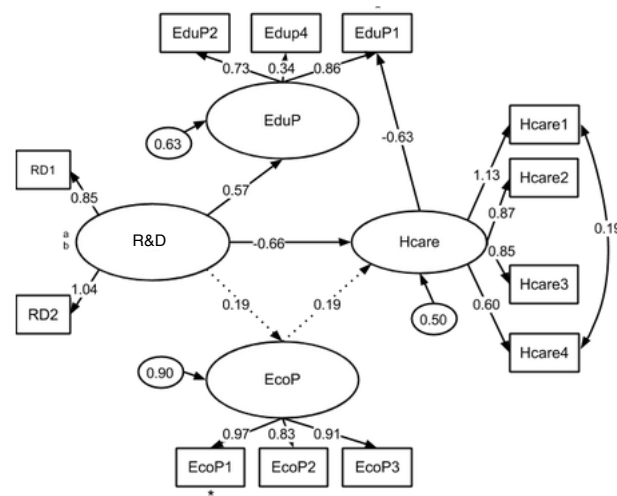 EduP2 Edup4 EduP1
0.73 0.34 0.86
0.63 EduP
-0.63
Hcare1
RD1
1.13
Hcare2
0.85
0.57
0.87
0.19
a
b
R&D
-0.66
Hcare
0.85
1.04
Hcare3
RD2
0.19
0.19
0.50
0.60
Hcare4
0.90
EcoP
0.97 0.83 0.91
EcoP1 EcoP2 EcoP3
*